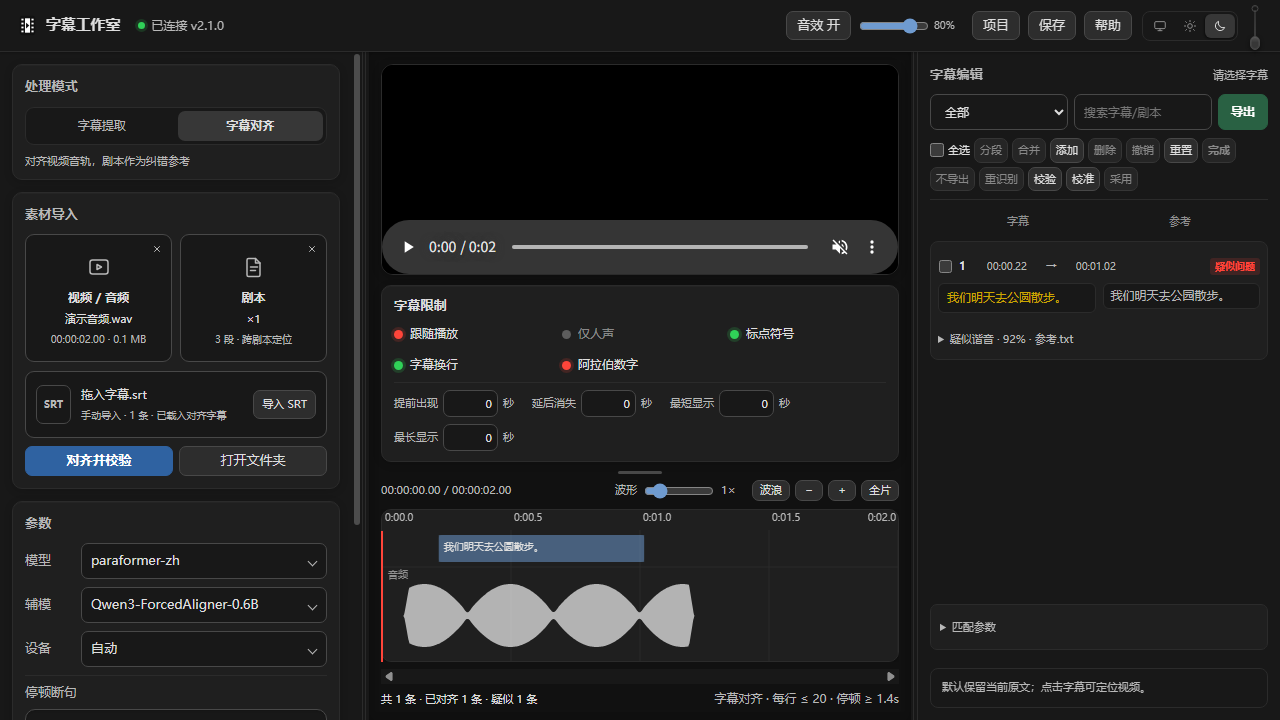 字幕工作室
已连接 v2.1.0
音效 开
80%
项目
保存
帮助
处理模式
字幕提取
字幕对齐
对齐视频音轨，剧本作为纠错参考
素材导入
×
视频 / 音频
演示音频.wav
00:00:02.00 · 0.1 MB
×
剧本
×1
3 段 · 跨剧本定位
SRT
拖入字幕.srt
手动导入 · 1 条 · 已载入对齐字幕
导入 SRT
对齐并校验
打开文件夹
参数
模型
paraformer-zh
辅模
Qwen3-ForcedAligner-0.6B
设备
自动
停顿断句
0:00 / 0:02
字幕限制
跟随播放
仅人声
标点符号
字幕换行
阿拉伯数字
提前出现 0 秒
延后消失 0 秒
最短显示 0 秒
最长显示 0 秒
00:00:00.00 / 00:00:02.00
波形
1×
波浪
−
+
全片
0:00.0
0:00.5
0:01.0
0:01.5
0:02.0
我们明天去公圆散步。
音频
共 1 条 · 已对齐 1 条 · 疑似 1 条
字幕对齐 · 每行 ≤ 20 · 停顿 ≥ 1.4s
字幕编辑
请选择字幕
全部
搜索字幕/剧本
导出
全选
分段
合并
添加
删除
撤销
重置
完成
不导出
重识别
校验
校准
采用
字幕
参考
1
00:00.22
→
00:01.02
疑似问题
我们明天去公圆散步。
我们明天去公园散步。
疑似谐音 · 92% · 参考.txt
匹配参数
默认保留当前原文；点击字幕可定位视频。